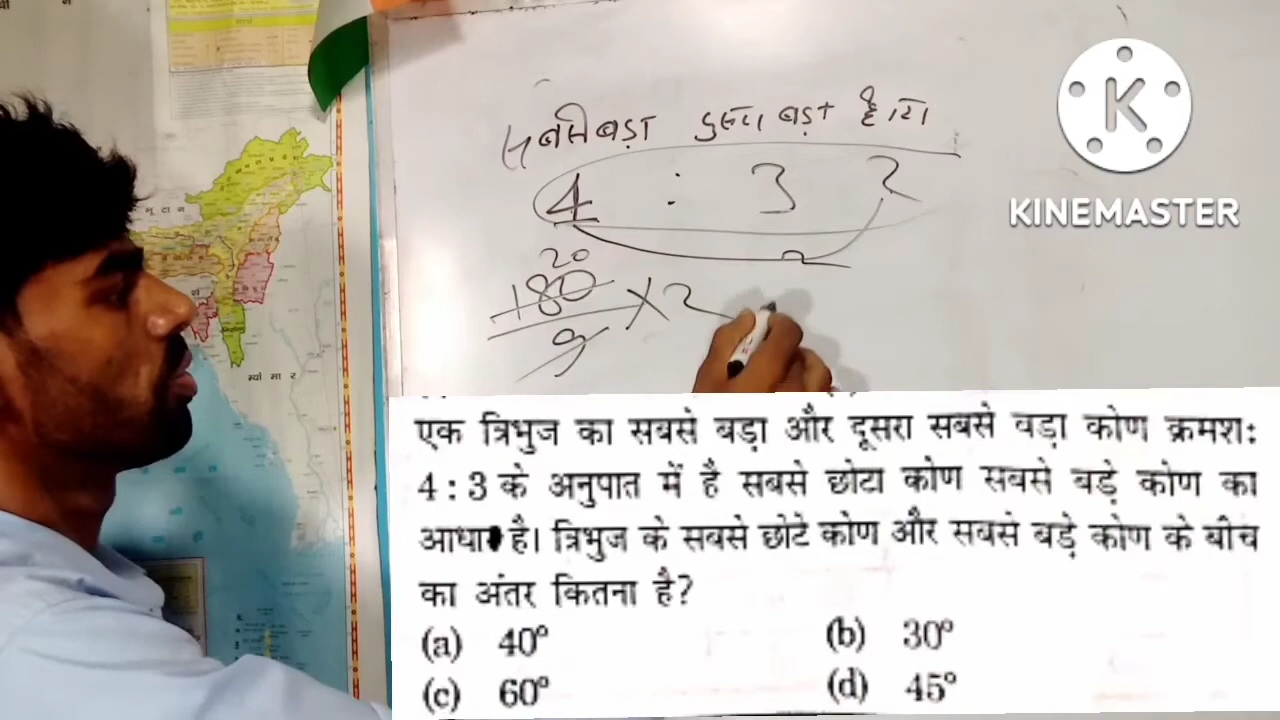 सबसे बड़ा दुसरा बड़ा होगा
4 : 3 2
2
20
180 × 2
9
KINEMASTER
म्यां मा र
एक त्रिभुज का सबसे बड़ा और दूसरा सबसे बड़ा कोण क्रमश:
4 : 3 के अनुपात में है सबसे छोटा कोण सबसे बड़े कोण का
आधा है। त्रिभुज के सबसे छोटे कोण और सबसे बड़े कोण के बीच
का अंतर कितना है?
(a) 40° (b) 30°
(c) 60° (d) 45°